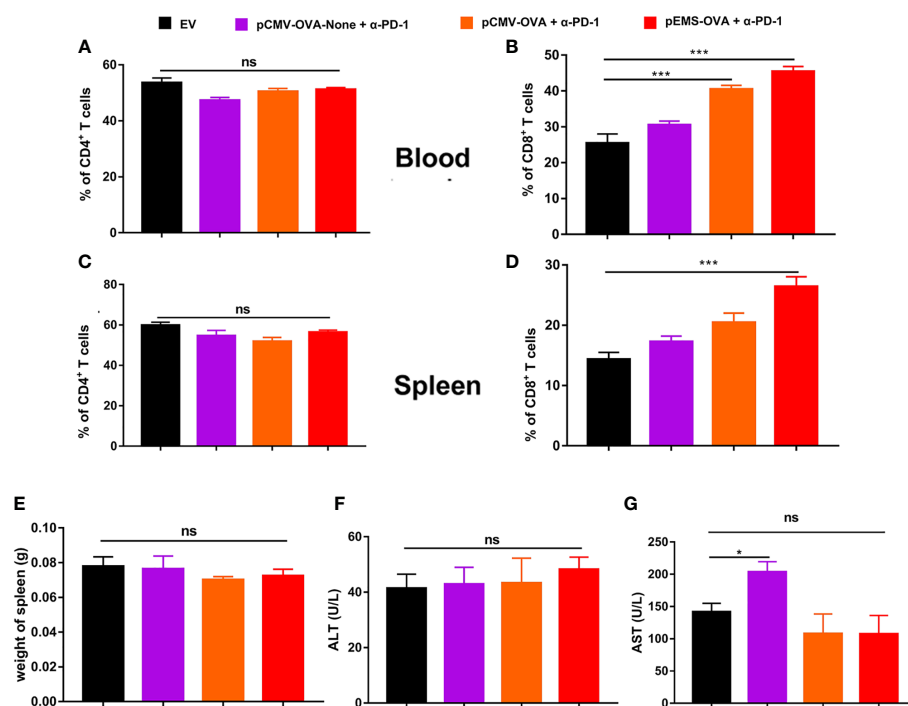 EV pCMV-OVA-None + α-PD-1 pCMV-OVA + α-PD-1 pEMS-OVA + α-PD-1
A
% of CD4+ T cells
60
40
20
0
ns
Blood
B
% of CD8+ T cells
50
40
30
20
10
0
***
***
C
% of CD4+ T cells
80
60
40
20
0
ns
Spleen
D
% of CD8+ T cells
30
20
10
0
***
E
weight of spleen (g)
0.10
0.08
0.06
0.04
0.02
0.00
ns
F
ALT (U/L)
60
40
20
0
ns
G
AST (U/L)
250
200
150
100
50
0
ns
*